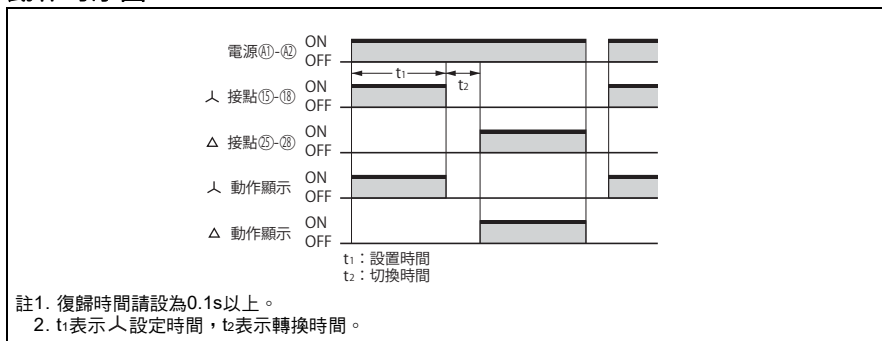 電源Ⓐ1-Ⓐ2 ON
OFF
t1
t2
人 接點⑮-⑱ ON
OFF
△ 接點㉕-㉘ ON
OFF
人 動作顯示 ON
OFF
△ 動作顯示 ON
OFF
t1：設置時間
t2：切換時間
註1. 復歸時間請設為0.1s以上。
2. t1表示人設定時間，t2表示轉換時間。